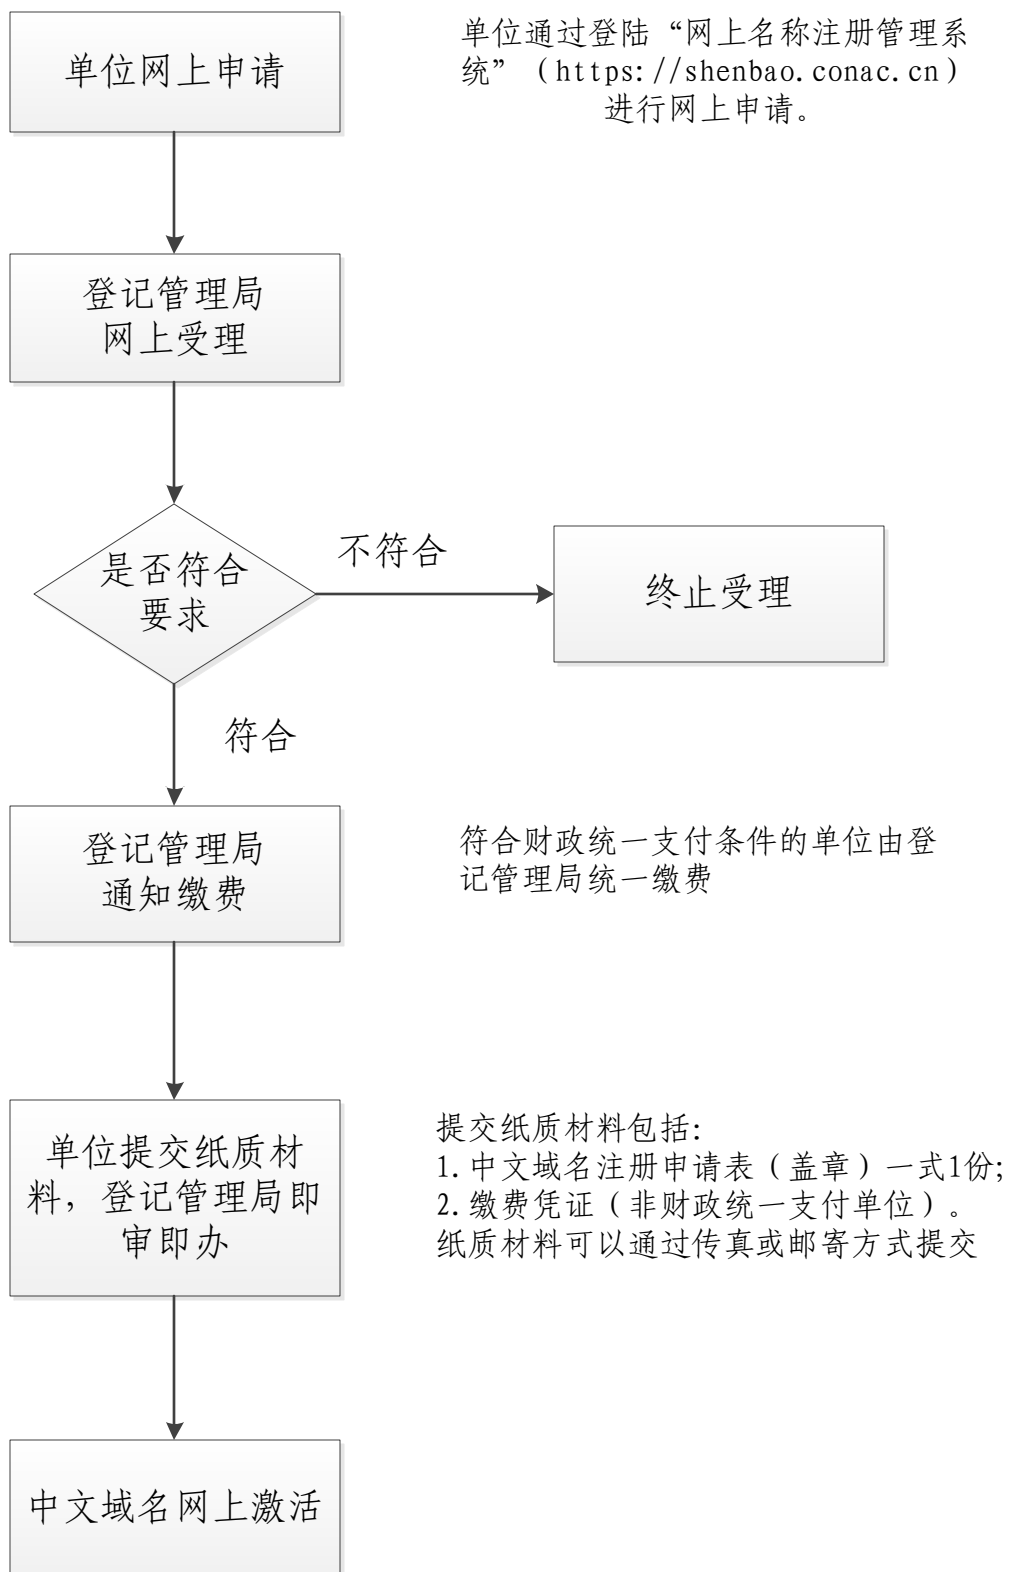 单位网上申请
单位通过登陆“网上名称注册管理系
统”（https://shenbao.conac.cn）
进行网上申请。
登记管理局
网上受理
是否符合
要求
不符合
终止受理
符合
登记管理局
通知缴费
符合财政统一支付条件的单位由登
记管理局统一缴费
单位提交纸质材
料，登记管理局即
审即办
提交纸质材料包括：
1.中文域名注册申请表（盖章）一式1份；
2.缴费凭证（非财政统一支付单位）。
纸质材料可以通过传真或邮寄方式提交
中文域名网上激活